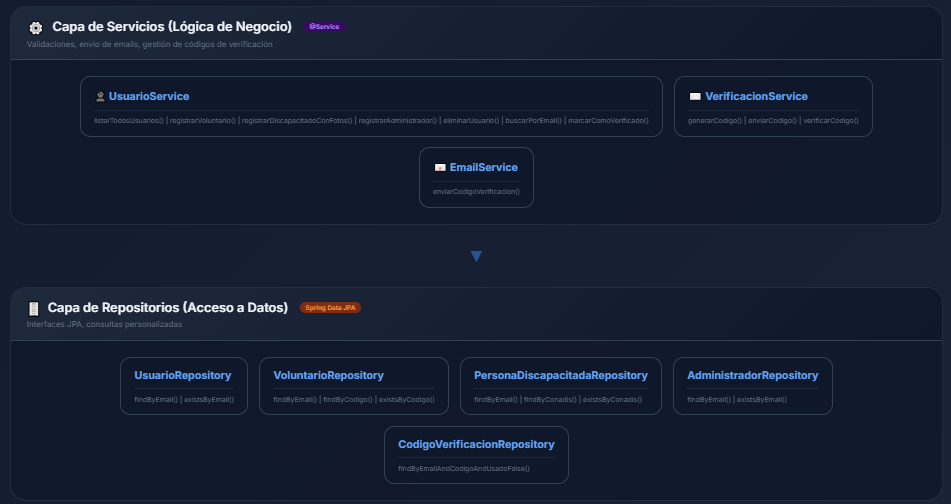 Capa de Servicios (Lógica de Negocio) @Service
Validaciones, envío de emails, gestión de códigos de verificación
UsuarioService
listarTodosUsuarios() | registrarVoluntario() | registrarDiscapacitadoConFotos() | registrarAdministrador() | eliminarUsuario() | buscarPorEmail() | marcarComoVerificado()
VerificacionService
generarCodigo() | enviarCodigo() | verificarCodigo()
EmailService
enviarCodigoVerificacion()
Capa de Repositorios (Acceso a Datos) Spring Data JPA
Interfaces JPA, consultas personalizadas
UsuarioRepository
findByEmail() | existsByEmail()
VoluntarioRepository
findByEmail() | findByCodigo() | existsByCodigo()
PersonaDiscapacitadaRepository
findByEmail() | findByConadis() | existsByConadis()
AdministradorRepository
findByEmail() | existsByEmail()
CodigoVerificacionRepository
findByEmailAndCodigoAndUsadoFalse()